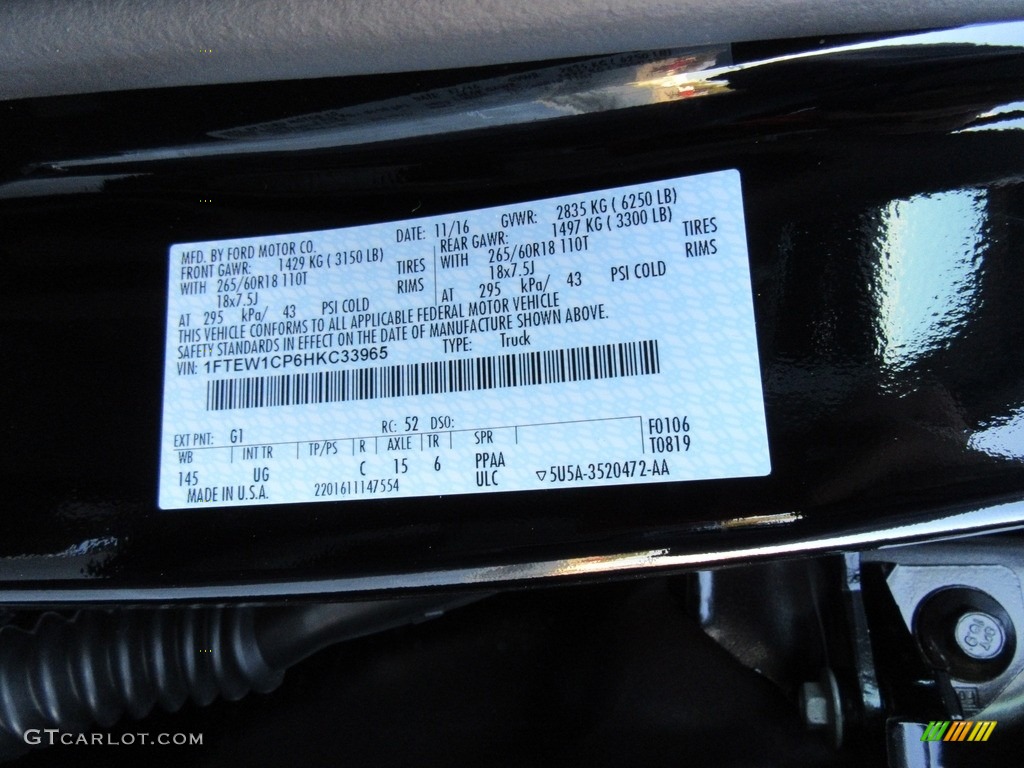 MFD. BY FORD MOTOR CO. DATE: 11/16 GVWR: 2835 KG ( 6250 LB)
FRONT GAWR: 1429 KG ( 3150 LB) REAR GAWR: 1497 KG ( 3300 LB)
WITH 265/60R18 110T TIRES WITH 265/60R18 110T TIRES
18x7.5J RIMS 18x7.5J RIMS
AT 295 kPa/ 43 PSI COLD AT 295 kPa/ 43 PSI COLD
THIS VEHICLE CONFORMS TO ALL APPLICABLE FEDERAL MOTOR VEHICLE
SAFETY STANDARDS IN EFFECT ON THE DATE OF MANUFACTURE SHOWN ABOVE.
VIN: 1FTEW1CP6HKC33965 TYPE: Truck
EXT PNT: G1 RC: 52 DSO: F0106
WB INT TR TP/PS R AXLE TR SPR T0819
145 UG C 15 6 PPAA
MADE IN U.S.A. 2201611147554 ULC ▽5U5A-3520472-AA
GTCARLOT.COM